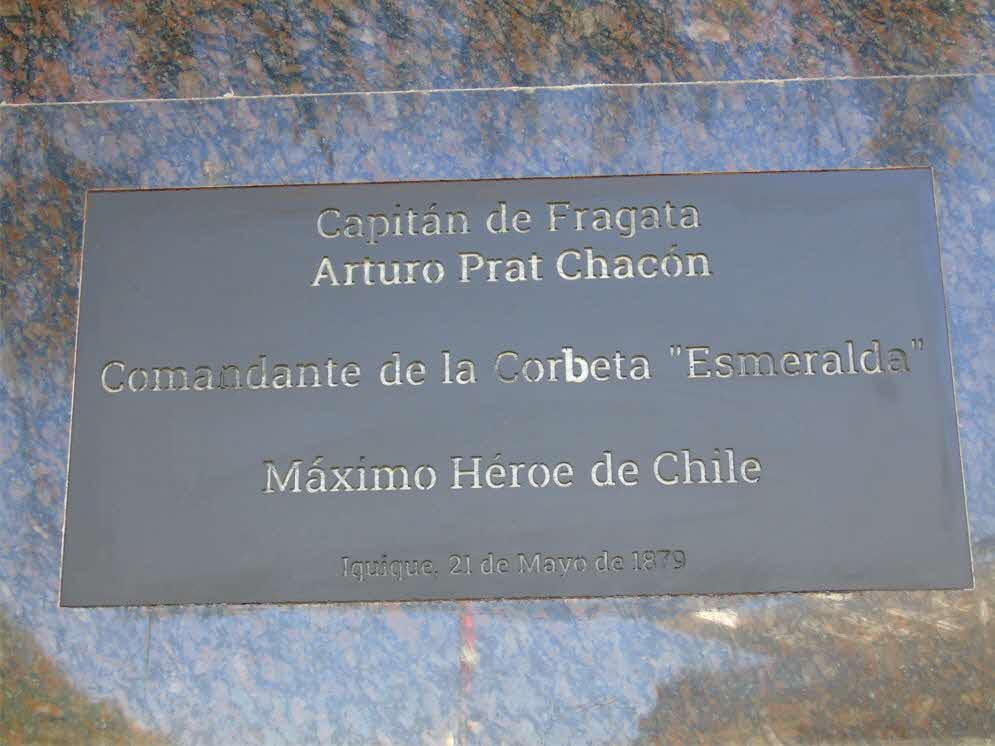 Capitán de Fragata
Arturo Prat Chacón
Comandante de la Corbeta "Esmeralda"
Máximo Héroe de Chile
Iquique, 21 de Mayo de 1879